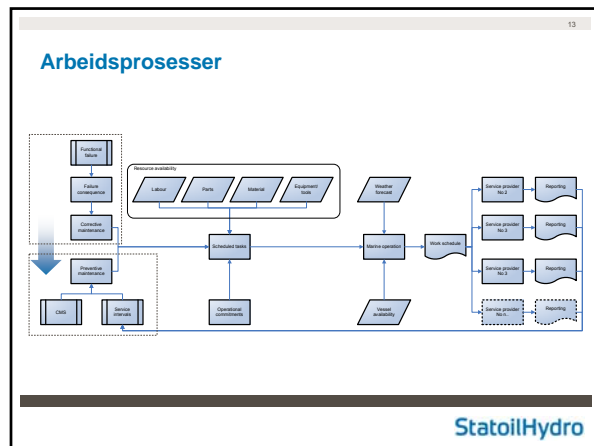 13
Arbeidsprosesser
Functional
failure
Failure
consequence
Corrective
maintenance
Preventive
maintenance
CMS
Service
intervals
Resource availability
Labour
Parts
Material
Equipment
tools
Scheduled tasks
Operational
commitments
Weather
forecast
Marine operation
Vessel
availability
Work schedule
Service provider
No.2
Reporting
Service provider
No.3
Reporting
Service provider
No.3
Reporting
Service provider
No.n..
Reporting
StatoilHydro